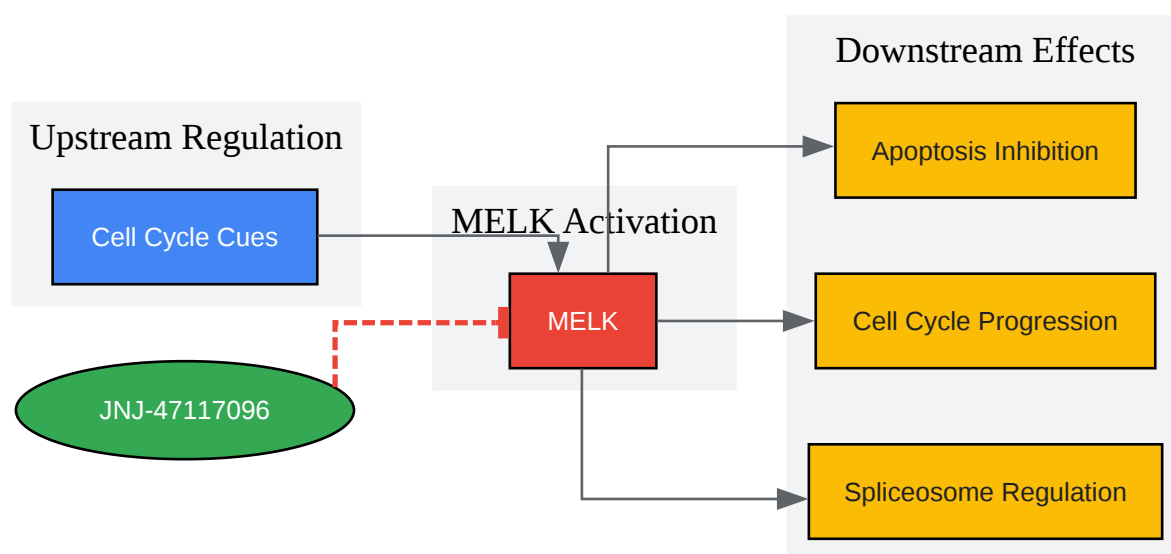 Upstream Regulation
Cell Cycle Cues
JNJ-47117096
MELK Activation
MELK
Downstream Effects
Apoptosis Inhibition
Cell Cycle Progression
Spliceosome Regulation